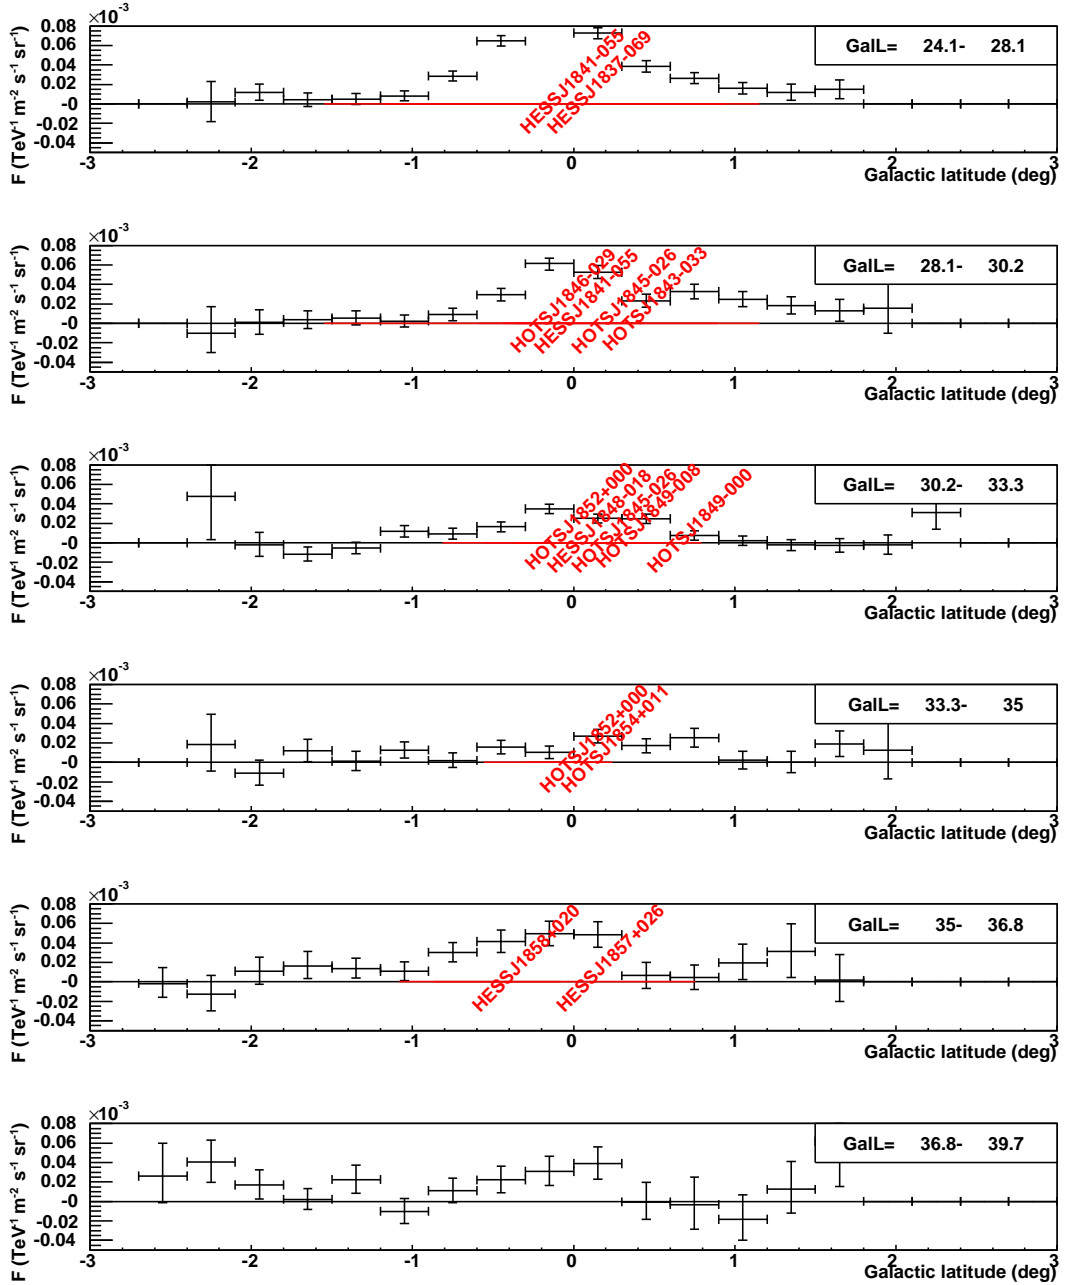 ×10⁻³
F (TeV⁻¹ m⁻² s⁻¹ sr⁻¹)
0.08
0.06
0.04
0.02
-0
-0.02
-0.04
GalL= 24.1- 28.1
HESSJ1841-055
HESSJ1837-069
-3 -2 -1 0 1 2 3
Galactic latitude (deg)
×10⁻³
F (TeV⁻¹ m⁻² s⁻¹ sr⁻¹)
0.08
0.06
0.04
0.02
-0
-0.02
-0.04
GalL= 28.1- 30.2
HOTSJ1846-029
HESSJ1841-055
HOTSJ1845-026
HOTSJ1843-033
-3 -2 -1 0 1 2 3
Galactic latitude (deg)
×10⁻³
F (TeV⁻¹ m⁻² s⁻¹ sr⁻¹)
0.08
0.06
0.04
0.02
-0
-0.02
-0.04
GalL= 30.2- 33.3
HOTSJ1852+000
HESSJ1848-018
HOTSJ1845-026
HOTSJ1849-008
HOTSJ1849-000
-3 -2 -1 0 1 2 3
Galactic latitude (deg)
×10⁻³
F (TeV⁻¹ m⁻² s⁻¹ sr⁻¹)
0.08
0.06
0.04
0.02
-0
-0.02
-0.04
GalL= 33.3- 35
HOTSJ1852+000
HOTSJ1854+011
-3 -2 -1 0 1 2 3
Galactic latitude (deg)
×10⁻³
F (TeV⁻¹ m⁻² s⁻¹ sr⁻¹)
0.08
0.06
0.04
0.02
-0
-0.02
-0.04
GalL= 35- 36.8
HESSJ1858+020
HESSJ1857+026
-3 -2 -1 0 1 2 3
Galactic latitude (deg)
×10⁻³
F (TeV⁻¹ m⁻² s⁻¹ sr⁻¹)
0.08
0.06
0.04
0.02
-0
-0.02
-0.04
GalL= 36.8- 39.7
-3 -2 -1 0 1 2 3
Galactic latitude (deg)